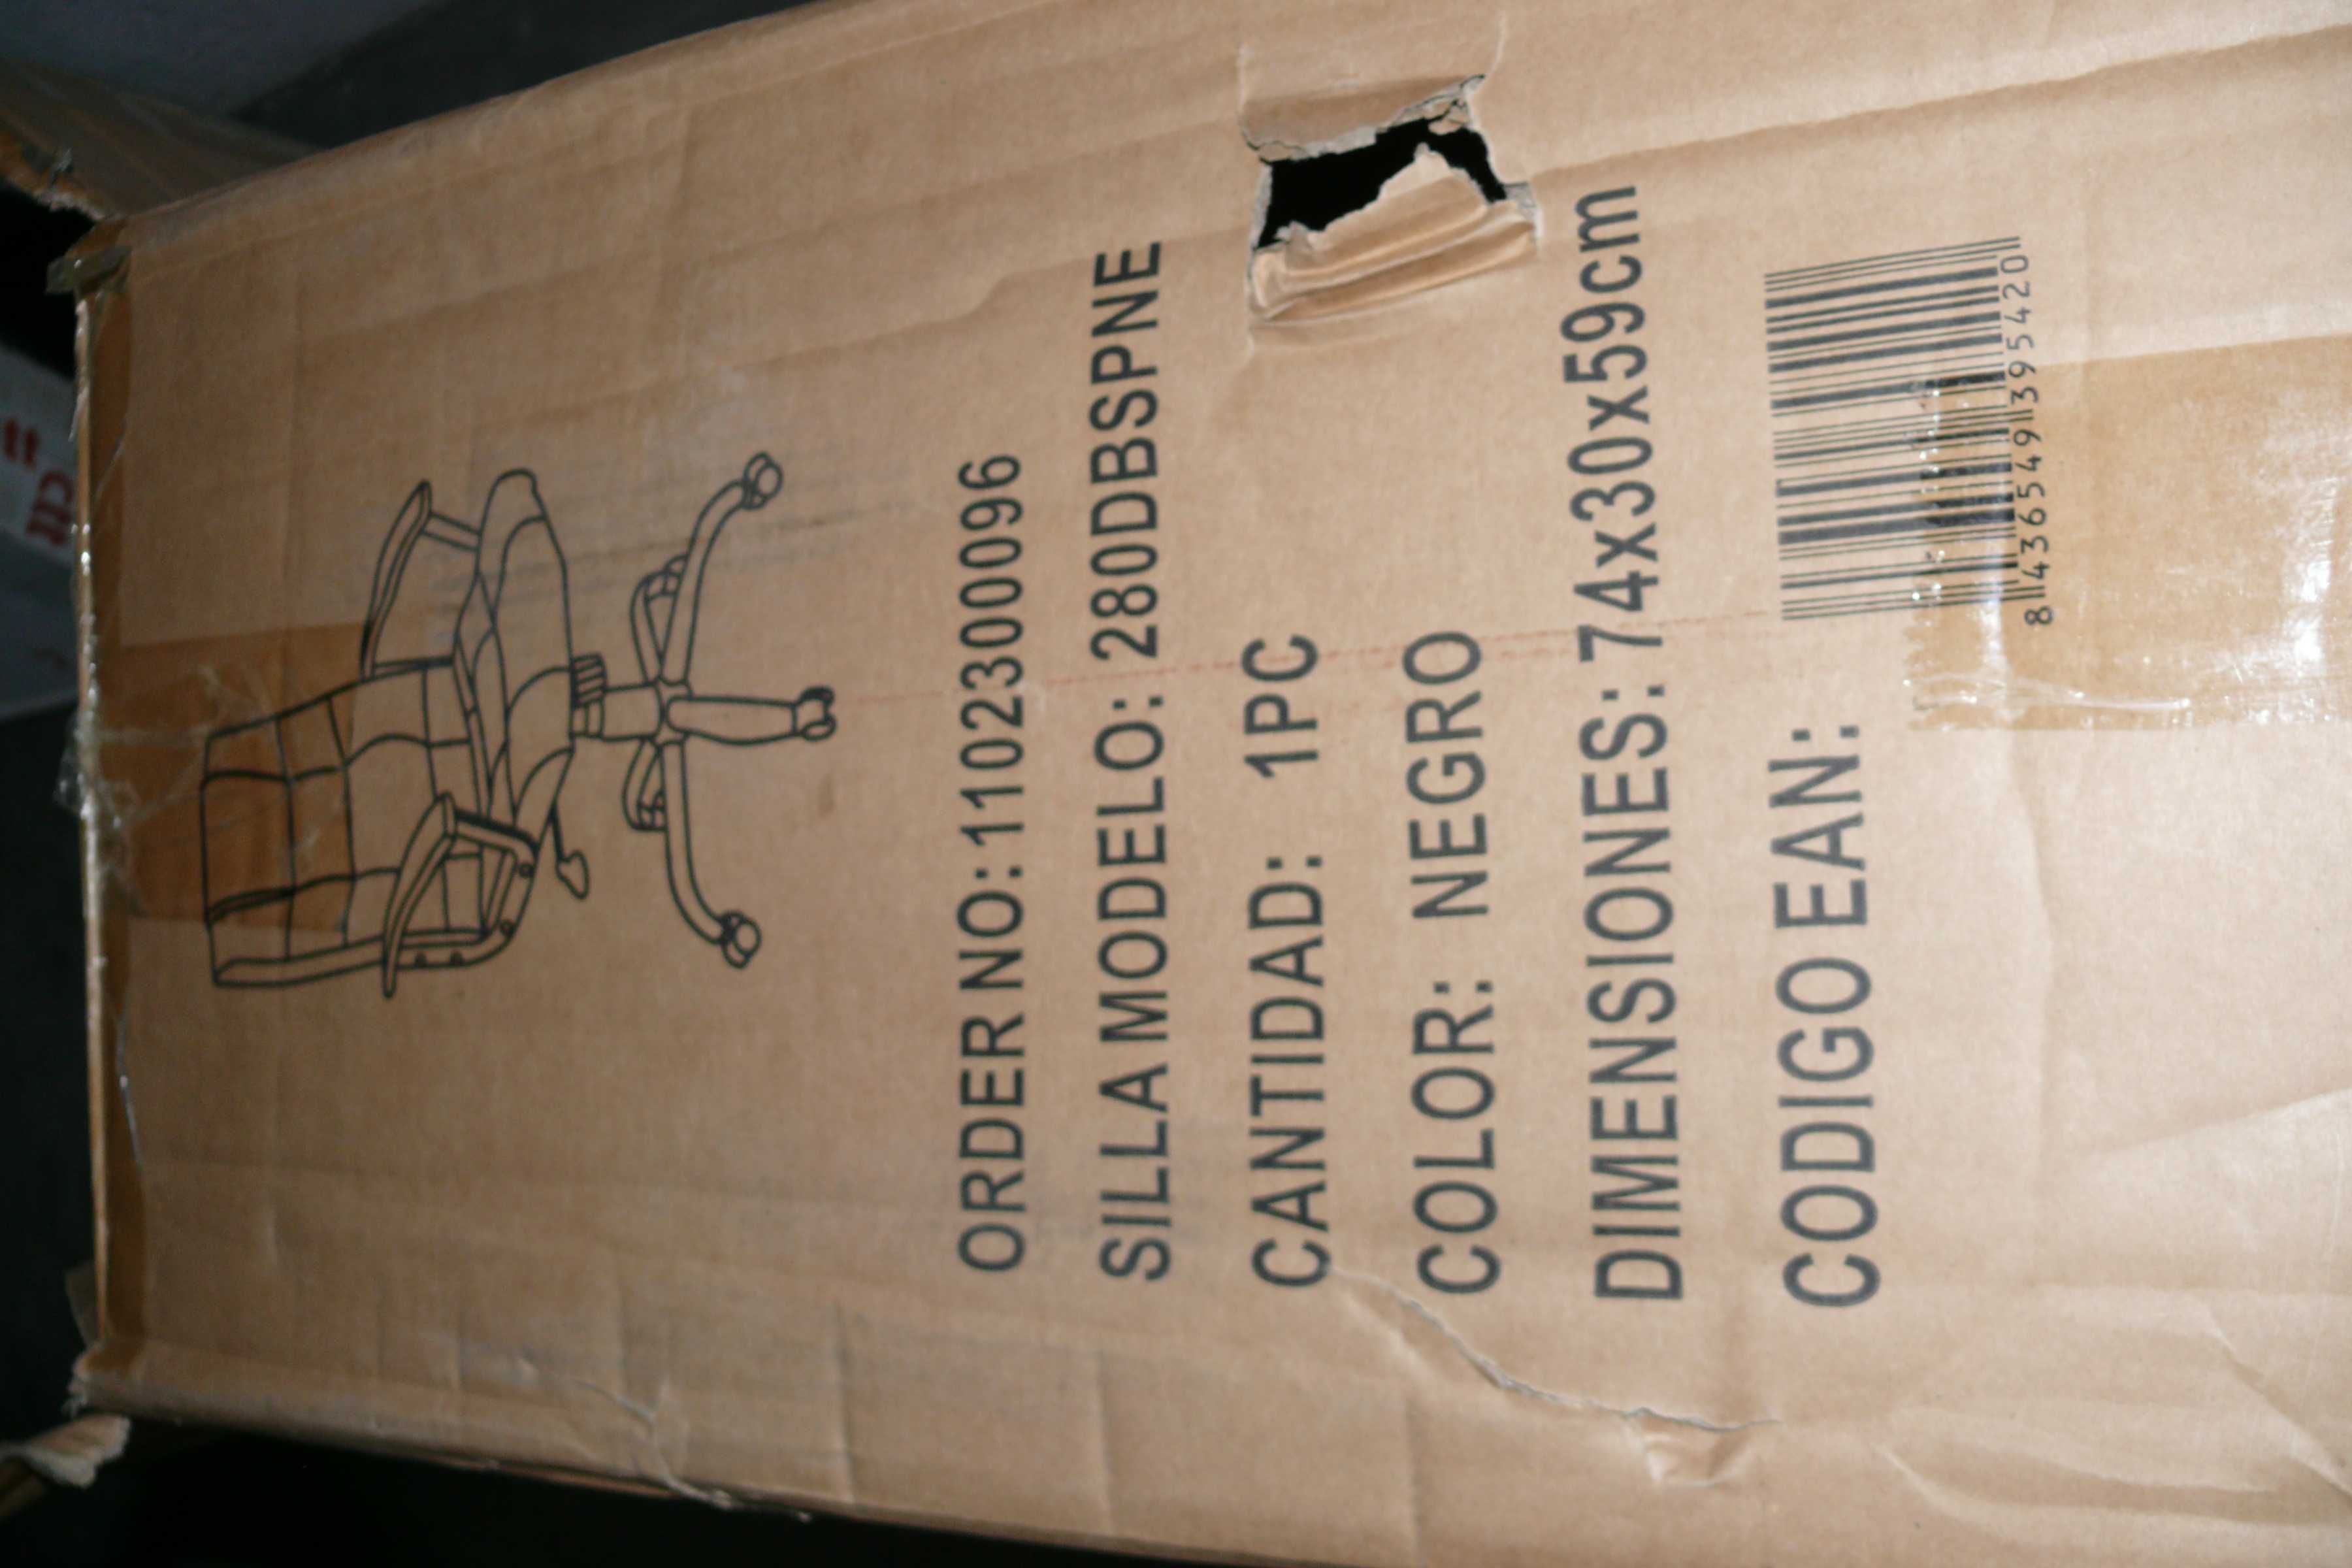 ORDER NO: 1102300096
SILLA MODELO: 280DBSPNE
CANTIDAD: 1PC
COLOR: NEGRO
DIMENSIONES: 74x30x59cm
CODIGO EAN:
8436549395420